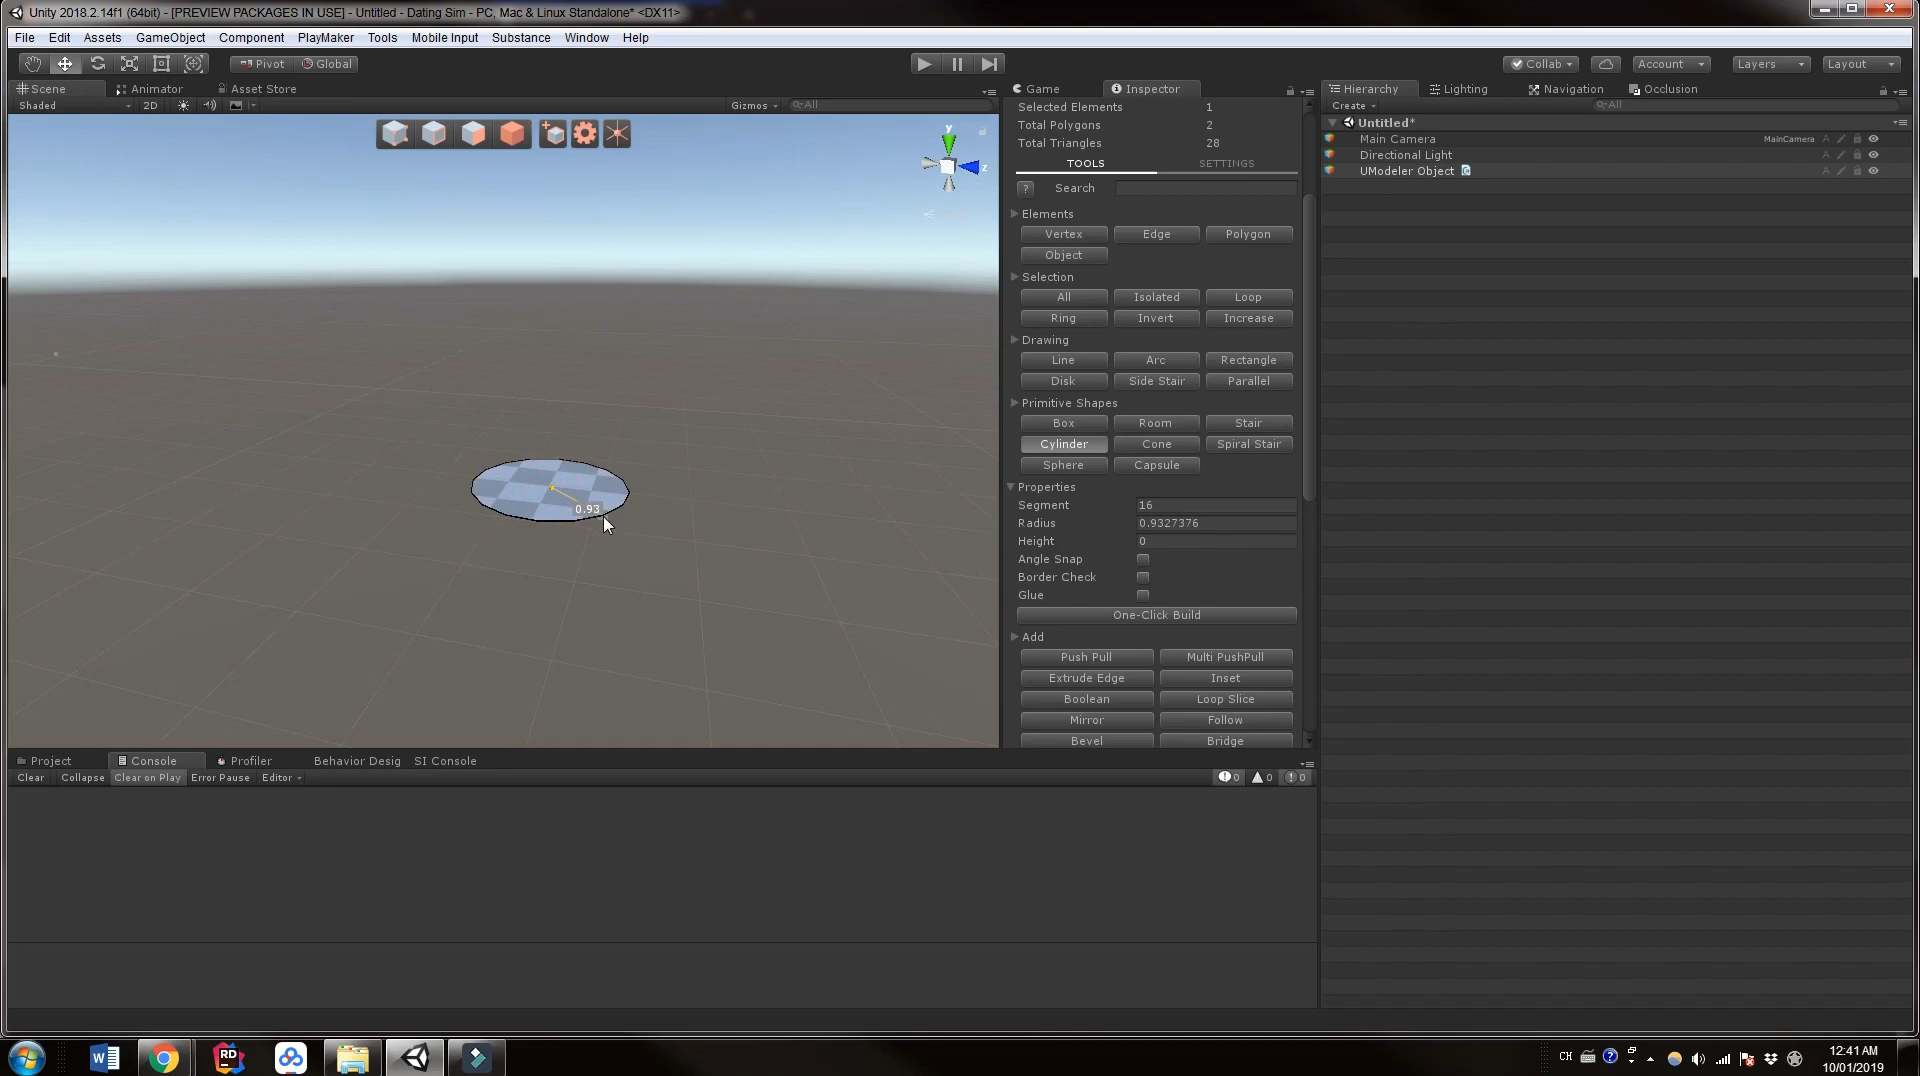 Unity 2018.2.14f1 (64bit) - [PREVIEW PACKAGES IN USE] - Untitled - Dating Sim - PC, Mac & Linux Standalone* <DX11>
File Edit Assets GameObject Component PlayMaker Tools Mobile Input Substance Window Help
Pivot Global Collab Account Layers Layout
Scene Animator Asset Store Game Inspector Hierarchy Lighting Navigation Occlusion
Shaded 2D Gizmos All
Create All
Selected Elements 1
Total Polygons 2
Total Triangles 28
TOOLS SETTINGS
? Search
Elements
Vertex Edge Polygon
Object
Selection
All Isolated Loop
Ring Invert Increase
Drawing
Line Arc Rectangle
Disk Side Stair Parallel
Primitive Shapes
Box Room Stair
Cylinder Cone Spiral Stair
Sphere Capsule
Properties
Segment 16
Radius 0.9327376
Height 0
Angle Snap
Border Check
Glue
One-Click Build
Add
Push Pull Multi PushPull
Extrude Edge Inset
Boolean Loop Slice
Mirror Follow
Bevel Bridge
Untitled*
Main Camera MainCamera A
Directional Light A
UModeler Object A
y
z
0.93
Project Console Profiler Behavior Desig SI Console
Clear Collapse Clear on Play Error Pause Editor 0 0 0
W RD CH ? 12:41 AM
10/01/2019